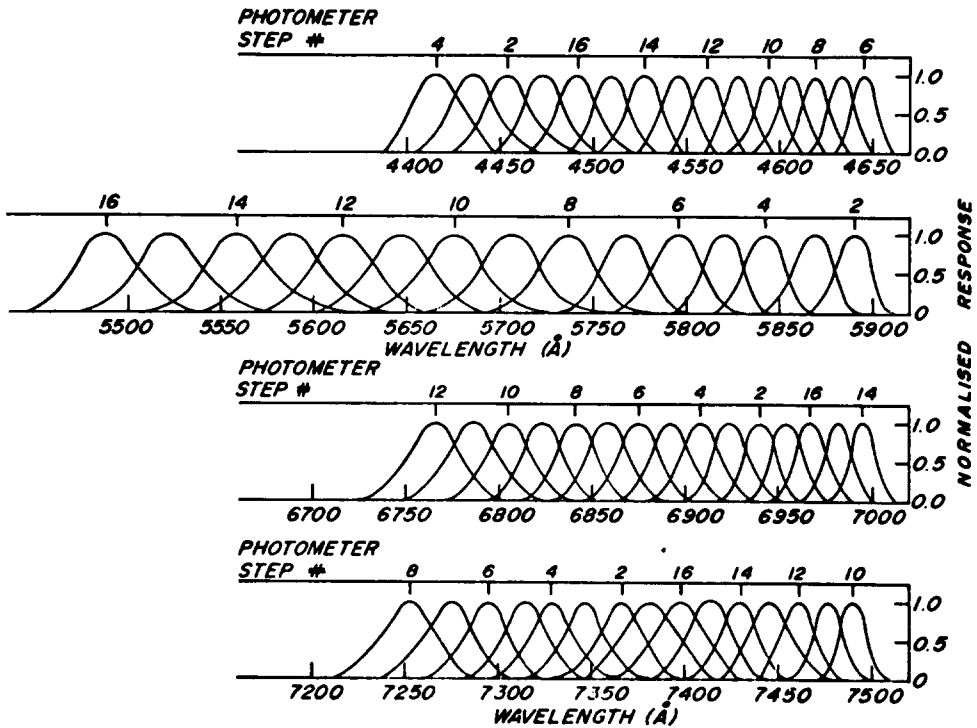 PHOTOMETER
STEP #
4 2 16 14 12 10 8 6
1.0
0.5
0.0
4400 4450 4500 4550 4600 4650
16 14 12 10 8 6 4 2
1.0
0.5
0
5500 5550 5600 5650 5700 5750 5800 5850 5900
WAVELENGTH (Å)
NORMALISED RESPONSE
PHOTOMETER
STEP #
12 10 8 6 4 2 16 14
1.0
0.5
0.0
6700 6750 6800 6850 6900 6950 7000
PHOTOMETER
STEP #
8 6 4 2 16 14 12 10
1.0
0.5
0
7200 7250 7300 7350 7400 7450 7500
WAVELENGTH (Å)